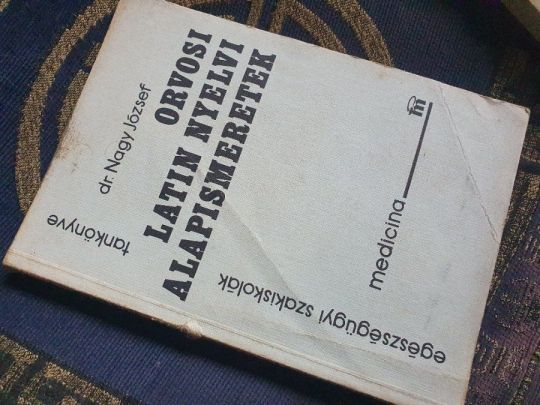 dr. Nagy József
ORVOSI
LATIN NYELVI
ALAPISMERETEK
egészségügyi szakiskolák
tankönyve
medicina
m